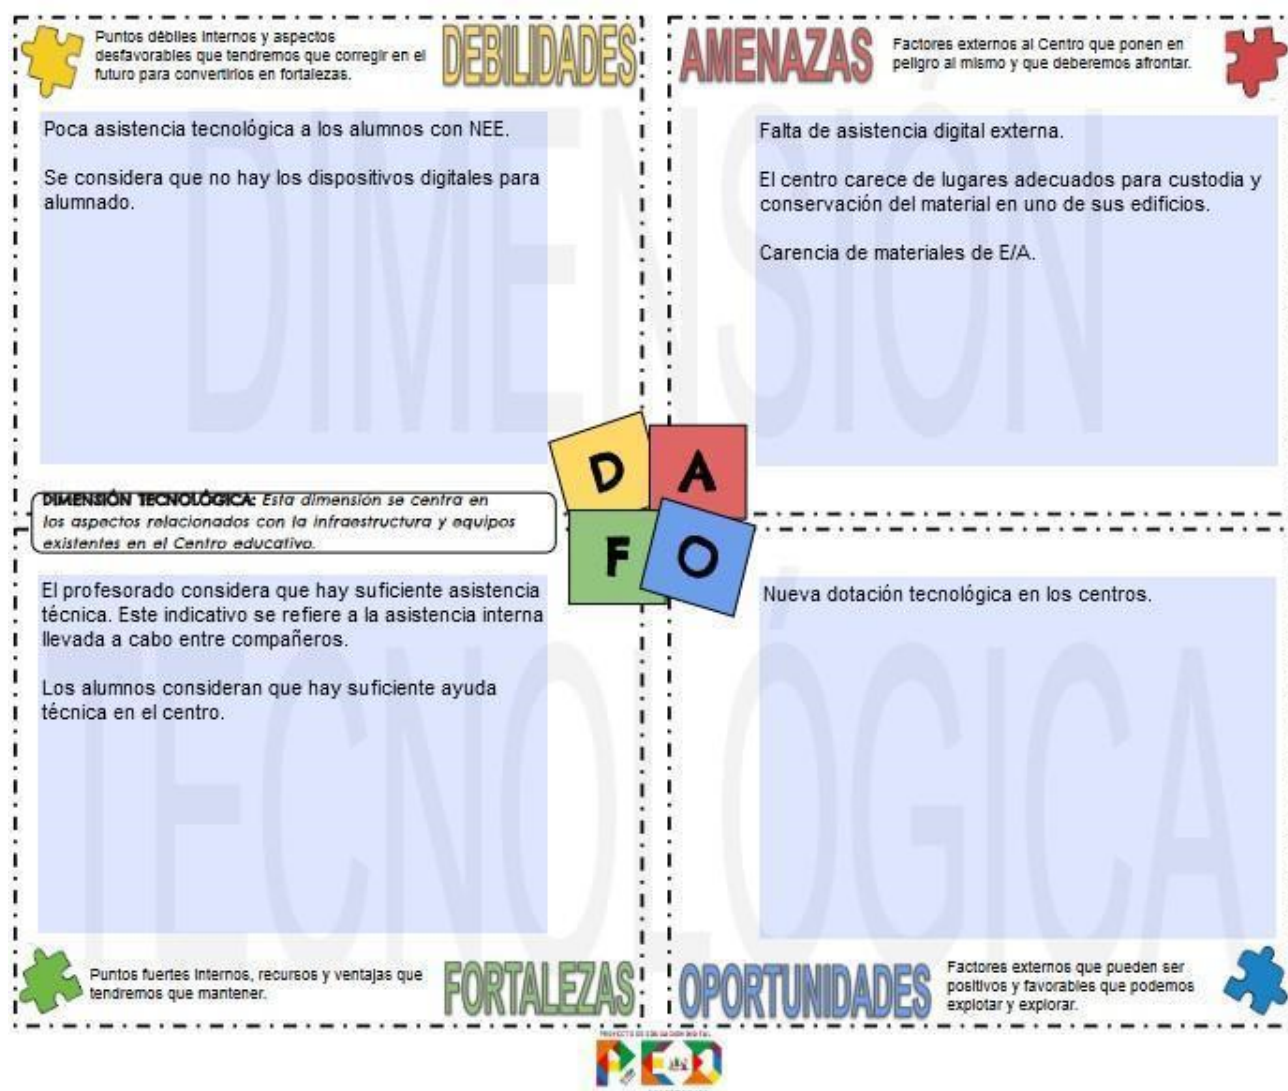 Puntos débiles internos y aspectos
desfavorables que tendremos que corregir en el
futuro para convertirlos en fortalezas.
DEBILIDADES
AMENAZAS
Factores externos al Centro que ponen en
peligro al mismo y que deberemos afrontar.
Poca asistencia tecnológica a los alumnos con NEE.
Se considera que no hay los dispositivos digitales para
alumnado.
Falta de asistencia digital externa.
El centro carece de lugares adecuados para custodia y
conservación del material en uno de sus edificios.
Carencia de materiales de E/A.
DIMENSIÓN
D
A
F
O
DIMENSIÓN TECNOLÓGICA: Esta dimensión se centra en
los aspectos relacionados con la infraestructura y equipos
existentes en el Centro educativo.
El profesorado considera que hay suficiente asistencia
técnica. Este indicativo se refiere a la asistencia interna
llevada a cabo entre compañeros.
Los alumnos consideran que hay suficiente ayuda
técnica en el centro.
Nueva dotación tecnológica en los centros.
TECNOLÓGICA
Puntos fuertes internos, recursos y ventajas que
tendremos que mantener.
FORTALEZAS
OPORTUNIDADES
Factores externos que pueden ser
positivos y favorables que podemos
explotar y explorar.
PROYECTO DE EDUCACIÓN DIGITAL
PED